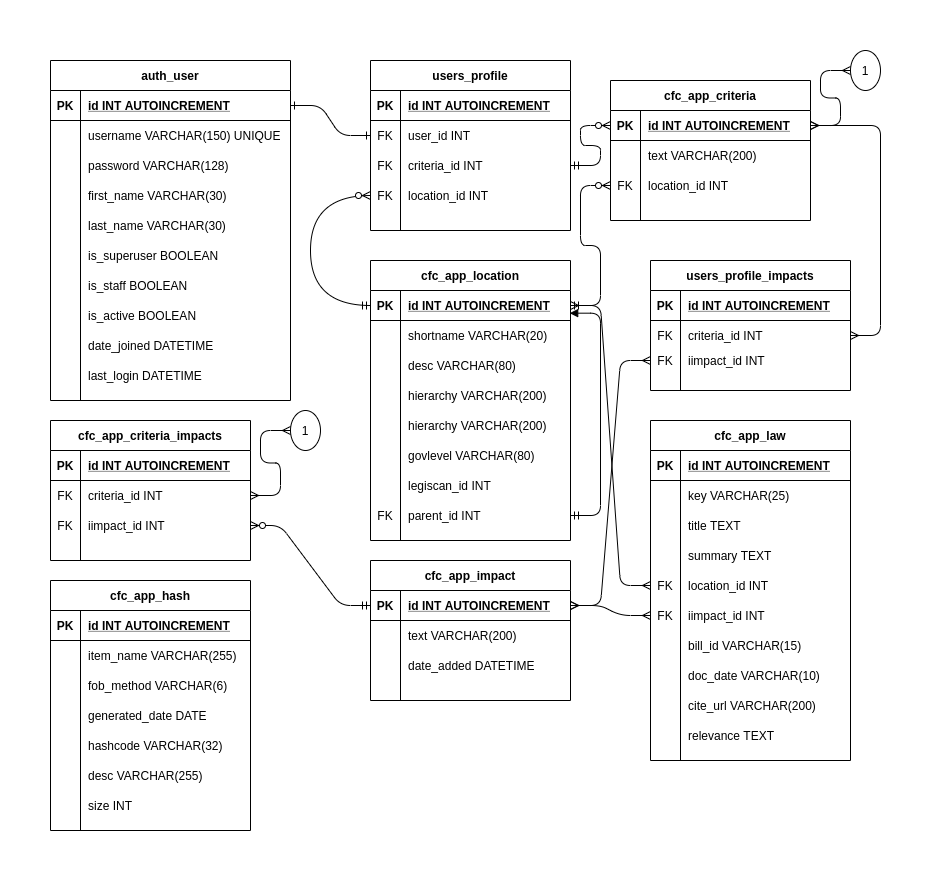 auth_user
PK id INT AUTOINCREMENT
username VARCHAR(150) UNIQUE
password VARCHAR(128)
first_name VARCHAR(30)
last_name VARCHAR(30)
is_superuser BOOLEAN
is_staff BOOLEAN
is_active BOOLEAN
date_joined DATETIME
last_login DATETIME
users_profile
PK id INT AUTOINCREMENT
FK user_id INT
FK criteria_id INT
FK location_id INT
cfc_app_criteria
PK id INT AUTOINCREMENT
text VARCHAR(200)
FK location_id INT
1
cfc_app_location
PK id INT AUTOINCREMENT
shortname VARCHAR(20)
desc VARCHAR(80)
hierarchy VARCHAR(200)
hierarchy VARCHAR(200)
govlevel VARCHAR(80)
legiscan_id INT
FK parent_id INT
users_profile_impacts
PK id INT AUTOINCREMENT
FK criteria_id INT
FK iimpact_id INT
cfc_app_criteria_impacts
PK id INT AUTOINCREMENT
FK criteria_id INT
FK iimpact_id INT
1
cfc_app_law
PK id INT AUTOINCREMENT
key VARCHAR(25)
title TEXT
summary TEXT
FK location_id INT
FK iimpact_id INT
bill_id VARCHAR(15)
doc_date VARCHAR(10)
cite_url VARCHAR(200)
relevance TEXT
cfc_app_hash
PK id INT AUTOINCREMENT
item_name VARCHAR(255)
fob_method VARCHAR(6)
generated_date DATE
hashcode VARCHAR(32)
desc VARCHAR(255)
size INT
cfc_app_impact
PK id INT AUTOINCREMENT
text VARCHAR(200)
date_added DATETIME